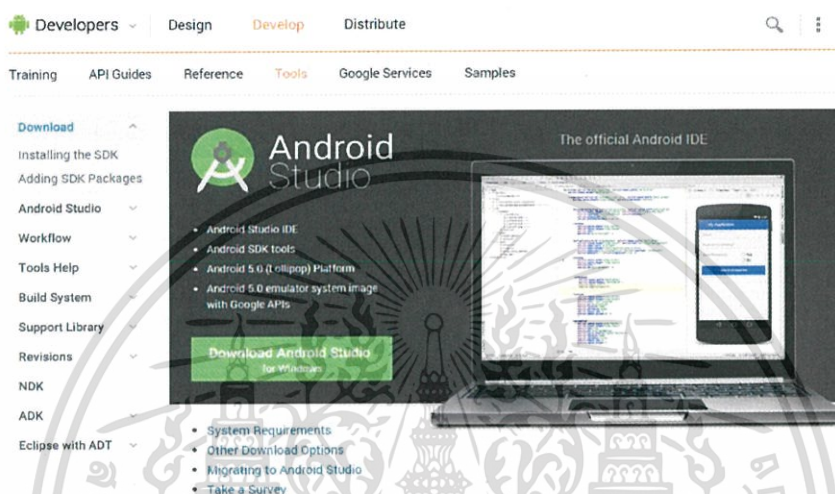 Developers
Design
Develop
Distribute
Training
API Guides
Reference
Tools
Google Services
Samples
Download
Installing the SDK
Adding SDK Packages
Android Studio
Workflow
Tools Help
Build System
Support Library
Revisions
NDK
ADK
Eclipse with ADT
Android
Studio
The official Android IDE
Android Studio IDE
Android SDK tools
Android 5.0 (Lollipop) Platform
Android 5.0 emulator system image
with Google APIs
Download Android Studio
for Windows
System Requirements
Other Download Options
Migrating to Android Studio
Take a Survey